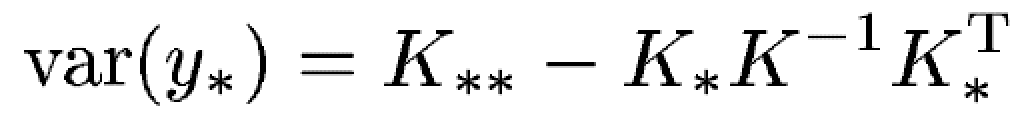 var(y_*) = K_{**} − K_*K^{−1}K_*^T